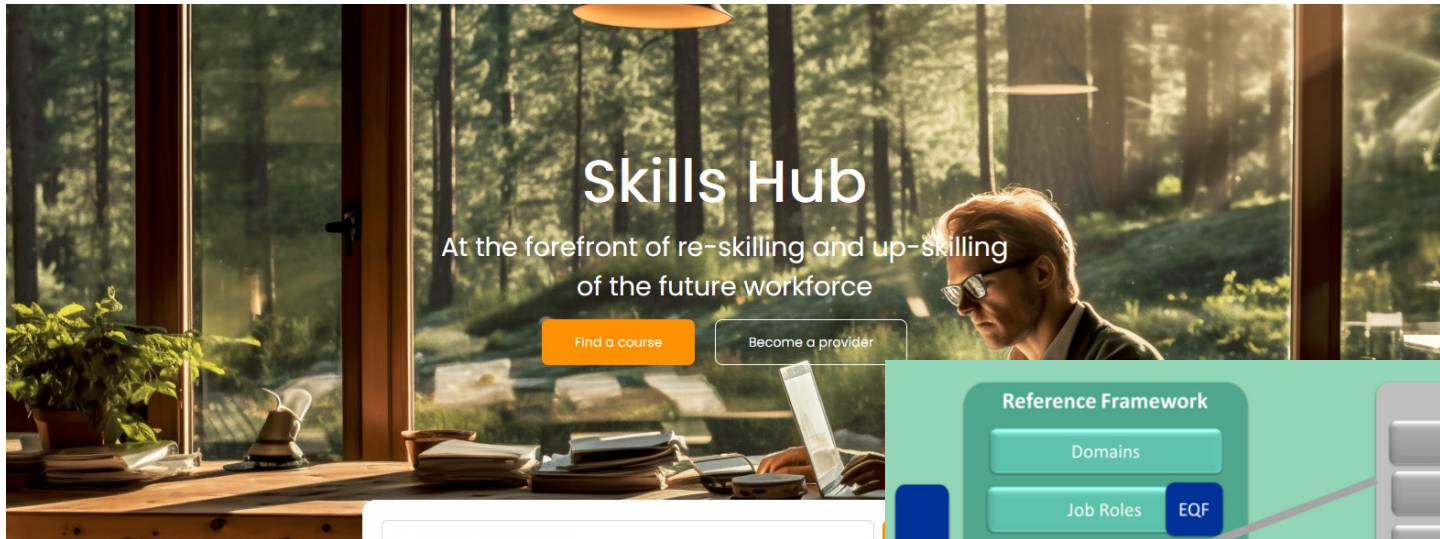 Skills Hub
At the forefront of re-skilling and up-skilling
of the future workforce
Find a course
Become a provider
Reference Framework
Domains
Job Roles
EQF